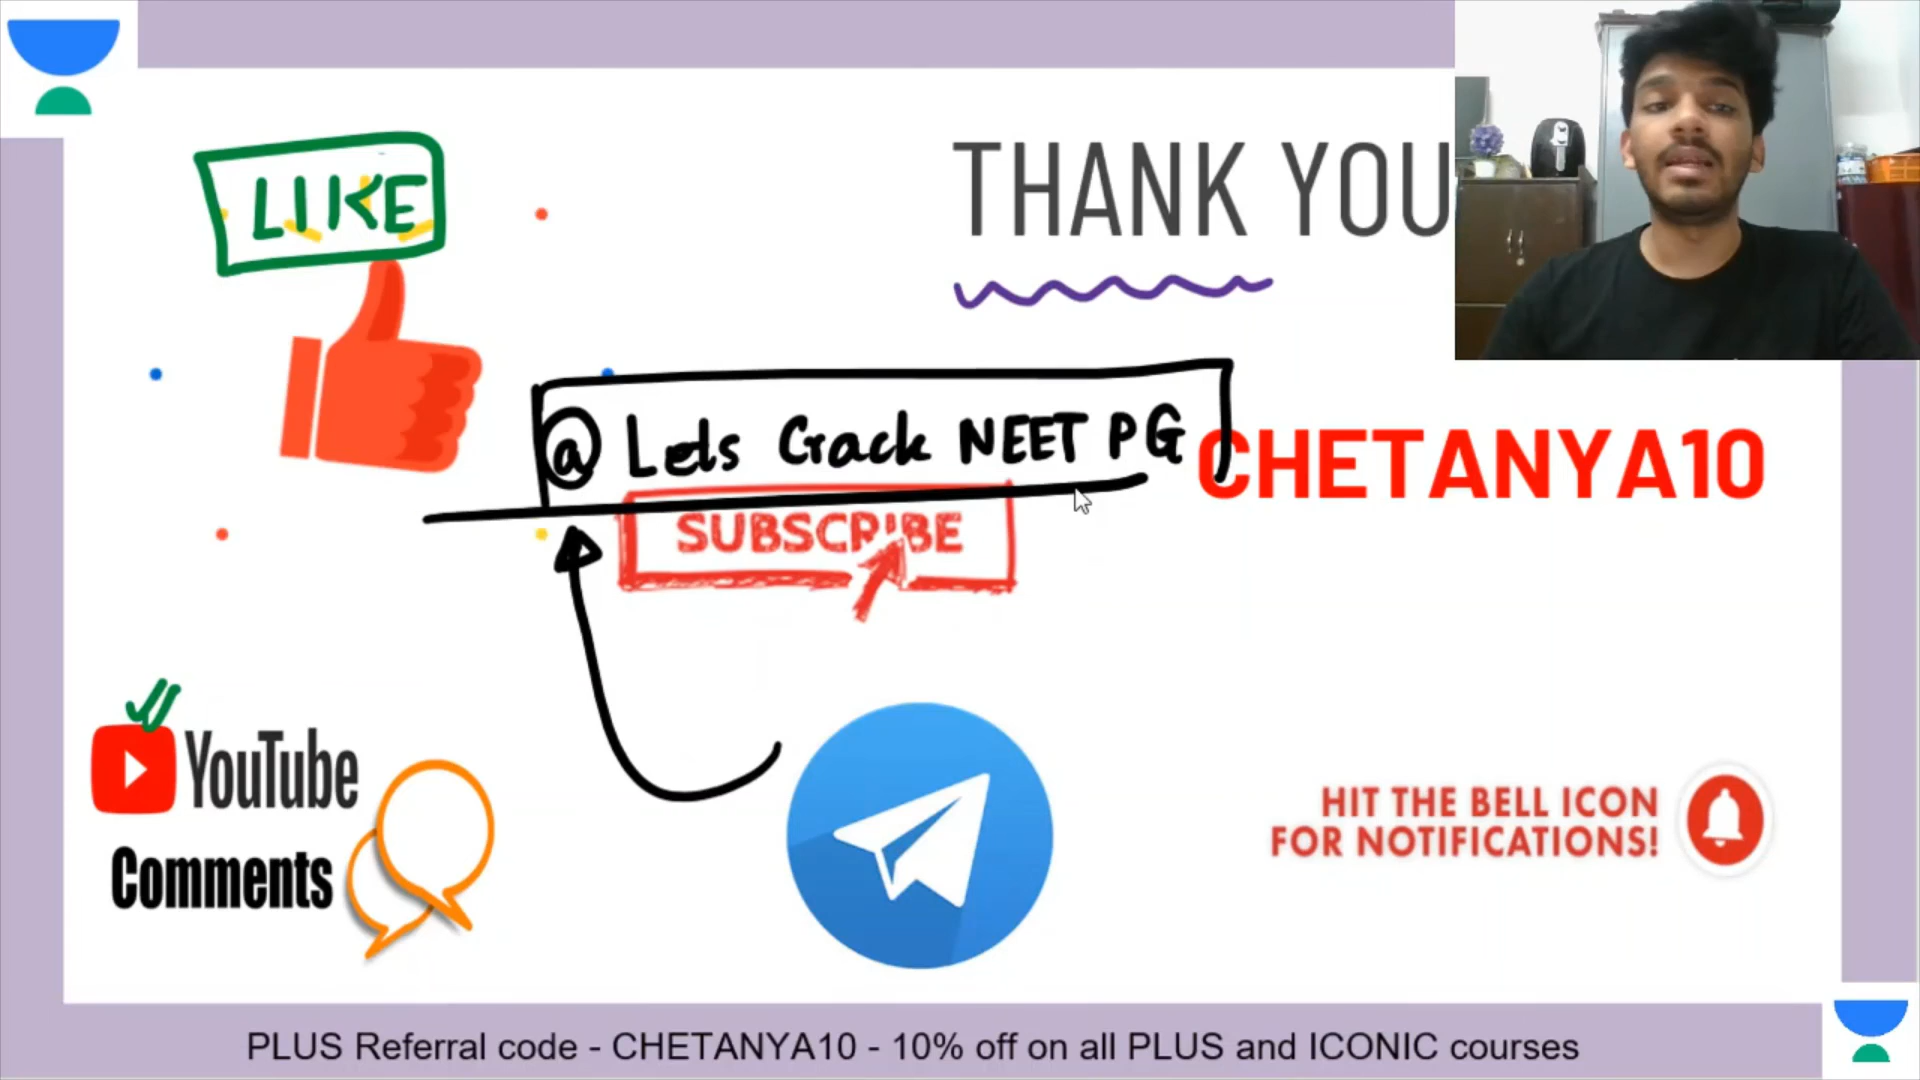 LIKE
THANK YOU
@ Lets Crack NEET PG
CHETANYA10
SUBSCRIBE
YouTube
Comments
HIT THE BELL ICON
FOR NOTIFICATIONS!
PLUS Referral code - CHETANYA10 - 10% off on all PLUS and ICONIC courses